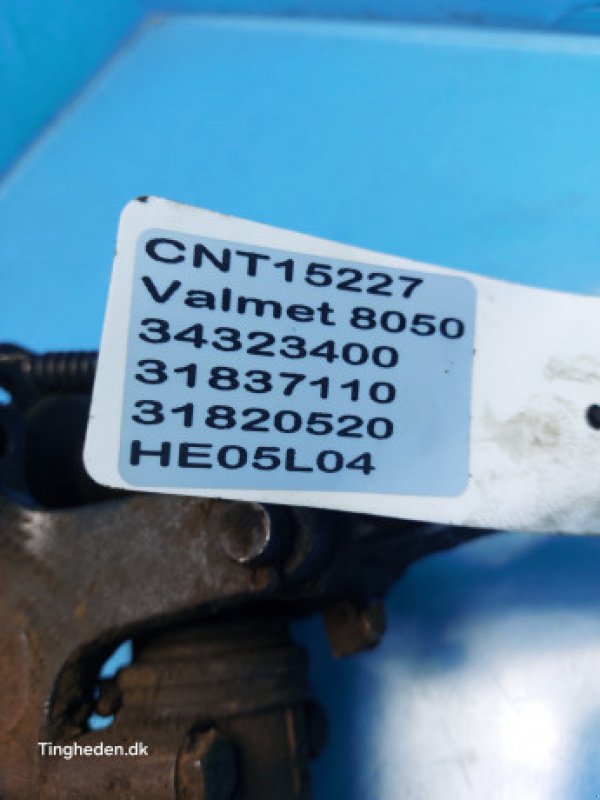 CNT15227
Valmet 8050
34323400
31837110
31820520
HE05L04
Tingheden.dk